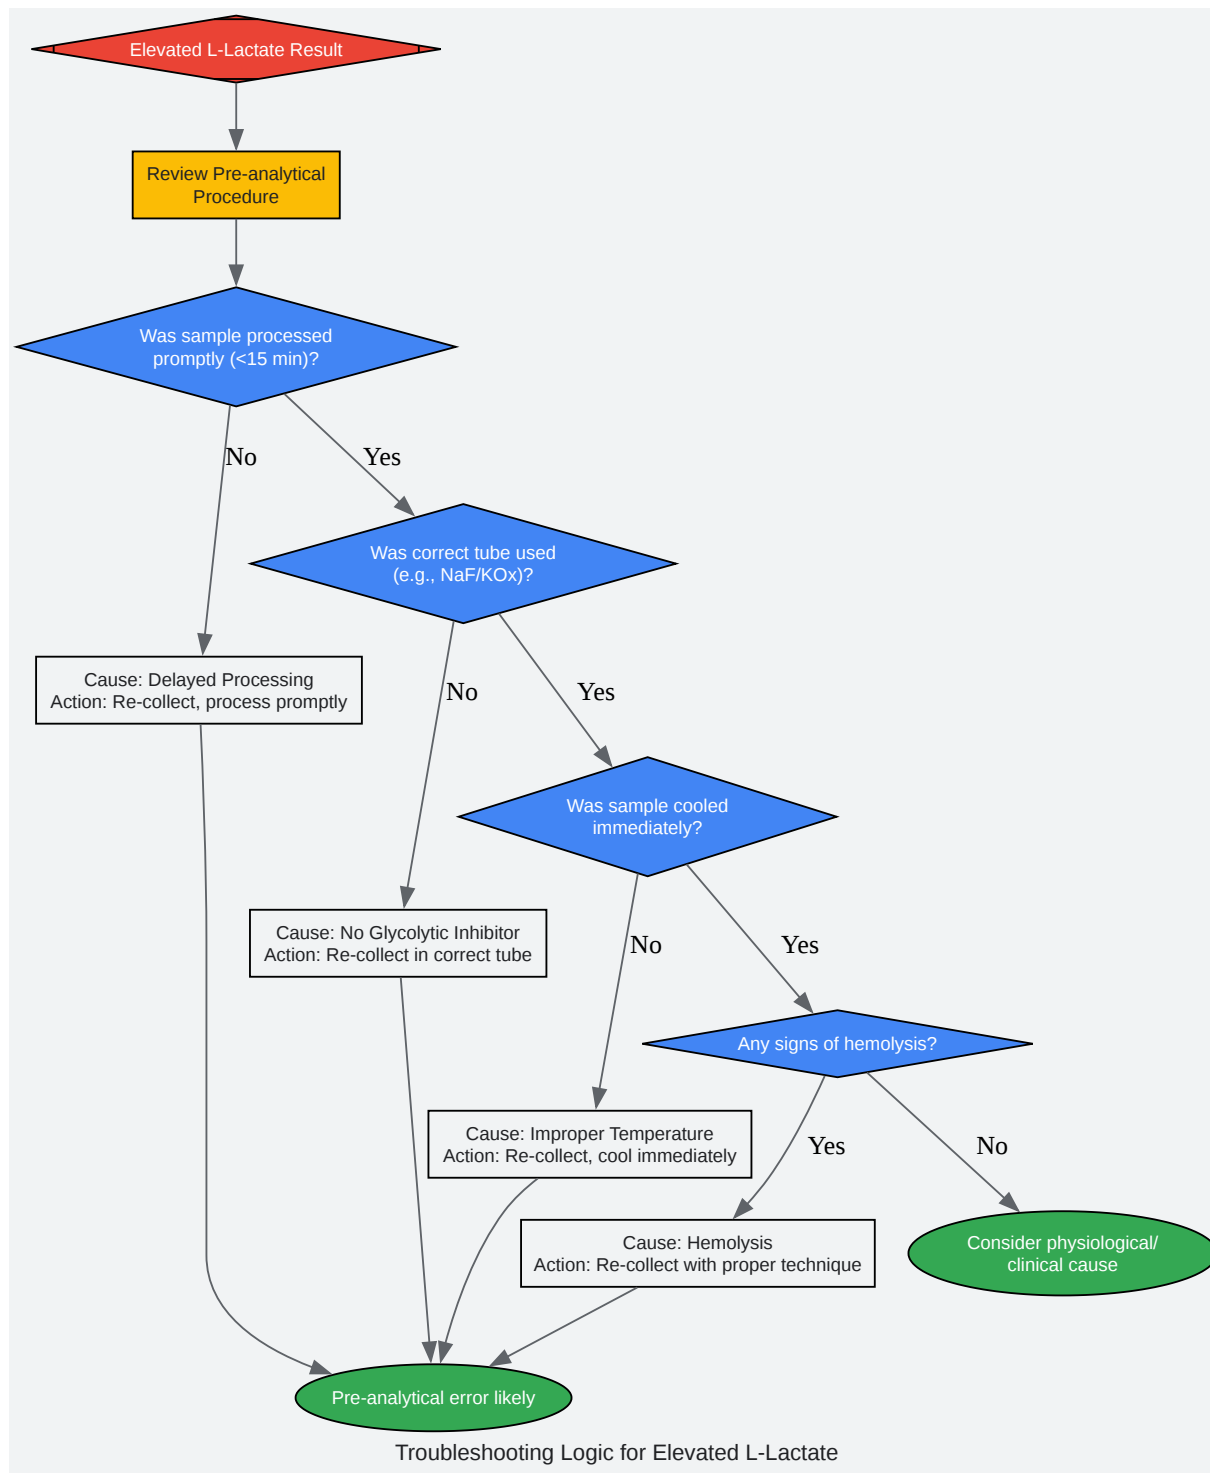 Elevated L-Lactate Result
Review Pre-analytical
Procedure
Was sample processed
promptly (<15 min)?
No
Yes
Was correct tube used
(e.g., NaF/KOx)?
Cause: Delayed Processing
Action: Re-collect, process promptly
No
Yes
Was sample cooled
immediately?
Cause: No Glycolytic Inhibitor
Action: Re-collect in correct tube
No
Yes
Any signs of hemolysis?
Cause: Improper Temperature
Action: Re-collect, cool immediately
Yes
No
Cause: Hemolysis
Action: Re-collect with proper technique
Consider physiological/
clinical cause
Pre-analytical error likely
Troubleshooting Logic for Elevated L-Lactate